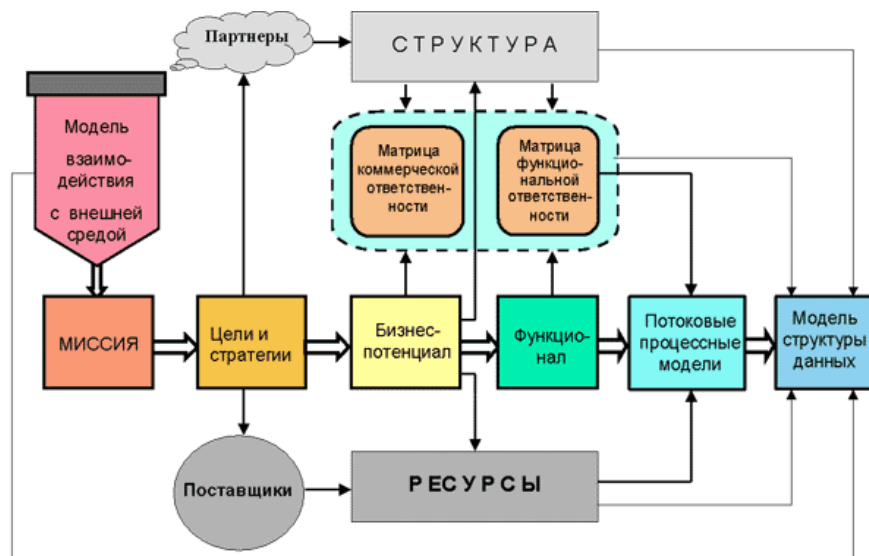 Партнеры
СТРУКТУРА
Модель
взаимо-
действия
с внешней
средой
Матрица
коммерческой
ответствен-
ности
Матрица
функцио-
нальной
ответствен-
ности
МИССИЯ
Цели и
стратегии
Бизнес-
потенциал
Функцио-
нал
Потоковые
процессные
модели
Модель
структуры
данных
Поставщики
РЕСУРСЫ